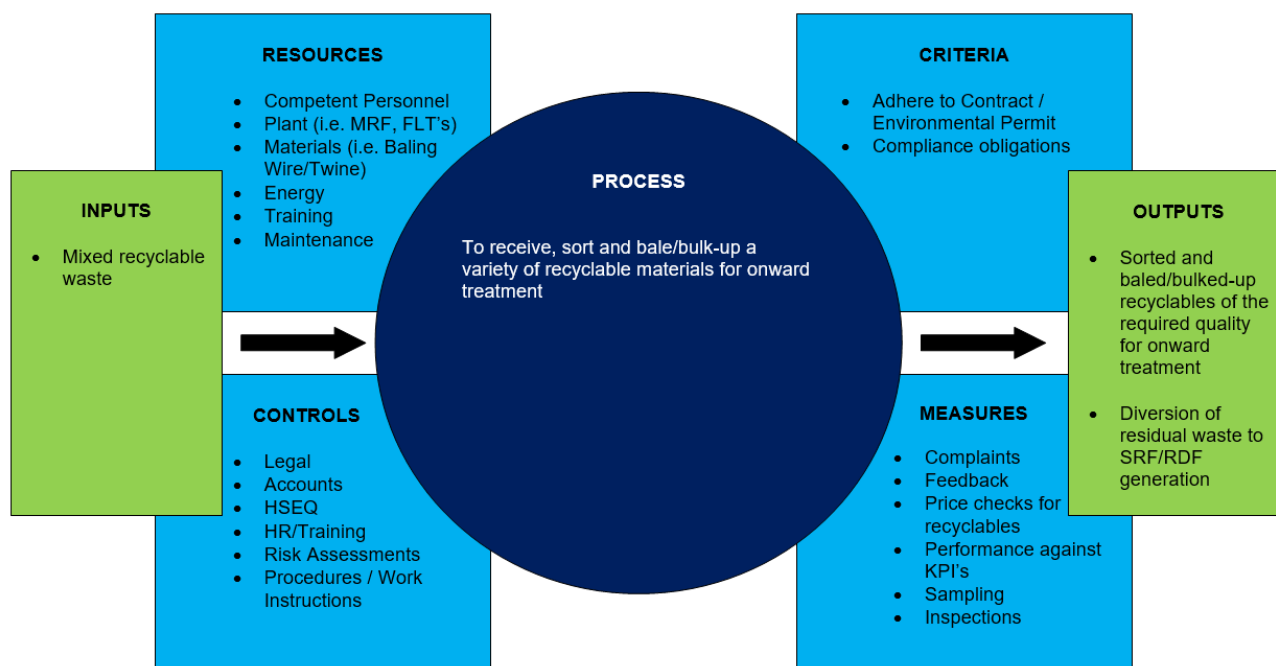 RESOURCES
• Competent Personnel
• Plant (i.e. MRF, FLT's)
• Materials (i.e. Baling
Wire/Twine)
• Energy
• Training
• Maintenance
CRITERIA
• Adhere to Contract /
Environmental Permit
• Compliance obligations
INPUTS
• Mixed recyclable
waste
PROCESS
To receive, sort and bale/bulk-up a
variety of recyclable materials for onward
treatment
OUTPUTS
• Sorted and
baled/bulked-up
recyclables of the
required quality
for onward
treatment
• Diversion of
residual waste to
SRF/RDF
generation
CONTROLS
• Legal
• Accounts
• HSEQ
• HR/Training
• Risk Assessments
• Procedures / Work
Instructions
MEASURES
• Complaints
• Feedback
• Price checks for
recyclables
• Performance against
KPI's
• Sampling
• Inspections